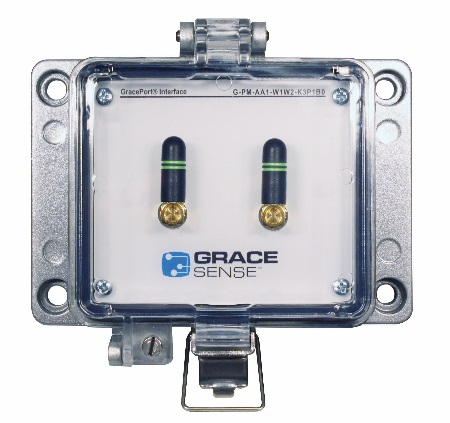 GracePort® Interface G-PM-AA1-W1W2-K3P1B0
GRACE
SENSE™